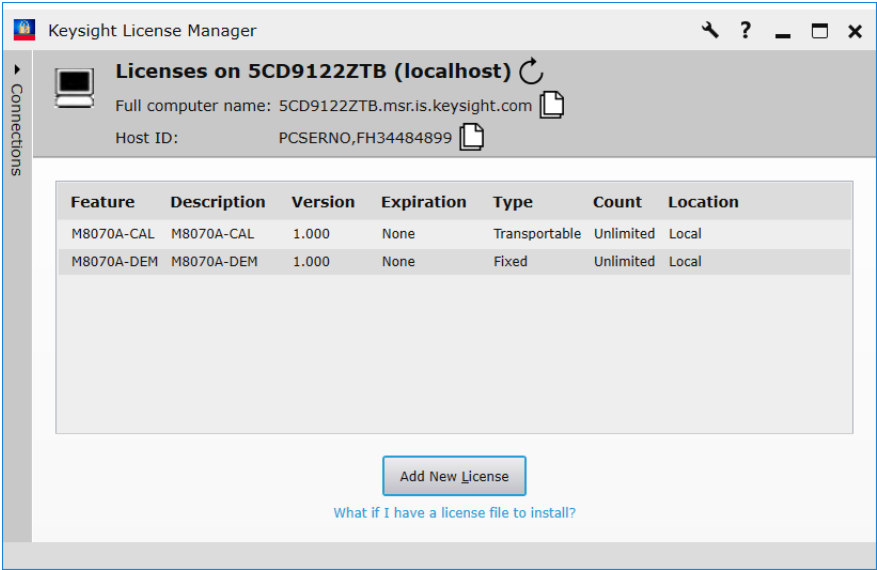 Keysight License Manager ?
Connections
Licenses on 5CD9122ZTB (localhost)
Full computer name: 5CD9122ZTB.msr.is.keysight.com
Host ID: PCSERNO,FH34484899
Feature Description Version Expiration Type Count Location
M8070A-CAL M8070A-CAL 1.000 None Transportable Unlimited Local
M8070A-DEM M8070A-DEM 1.000 None Fixed Unlimited Local
Add New License
What if I have a license file to install?